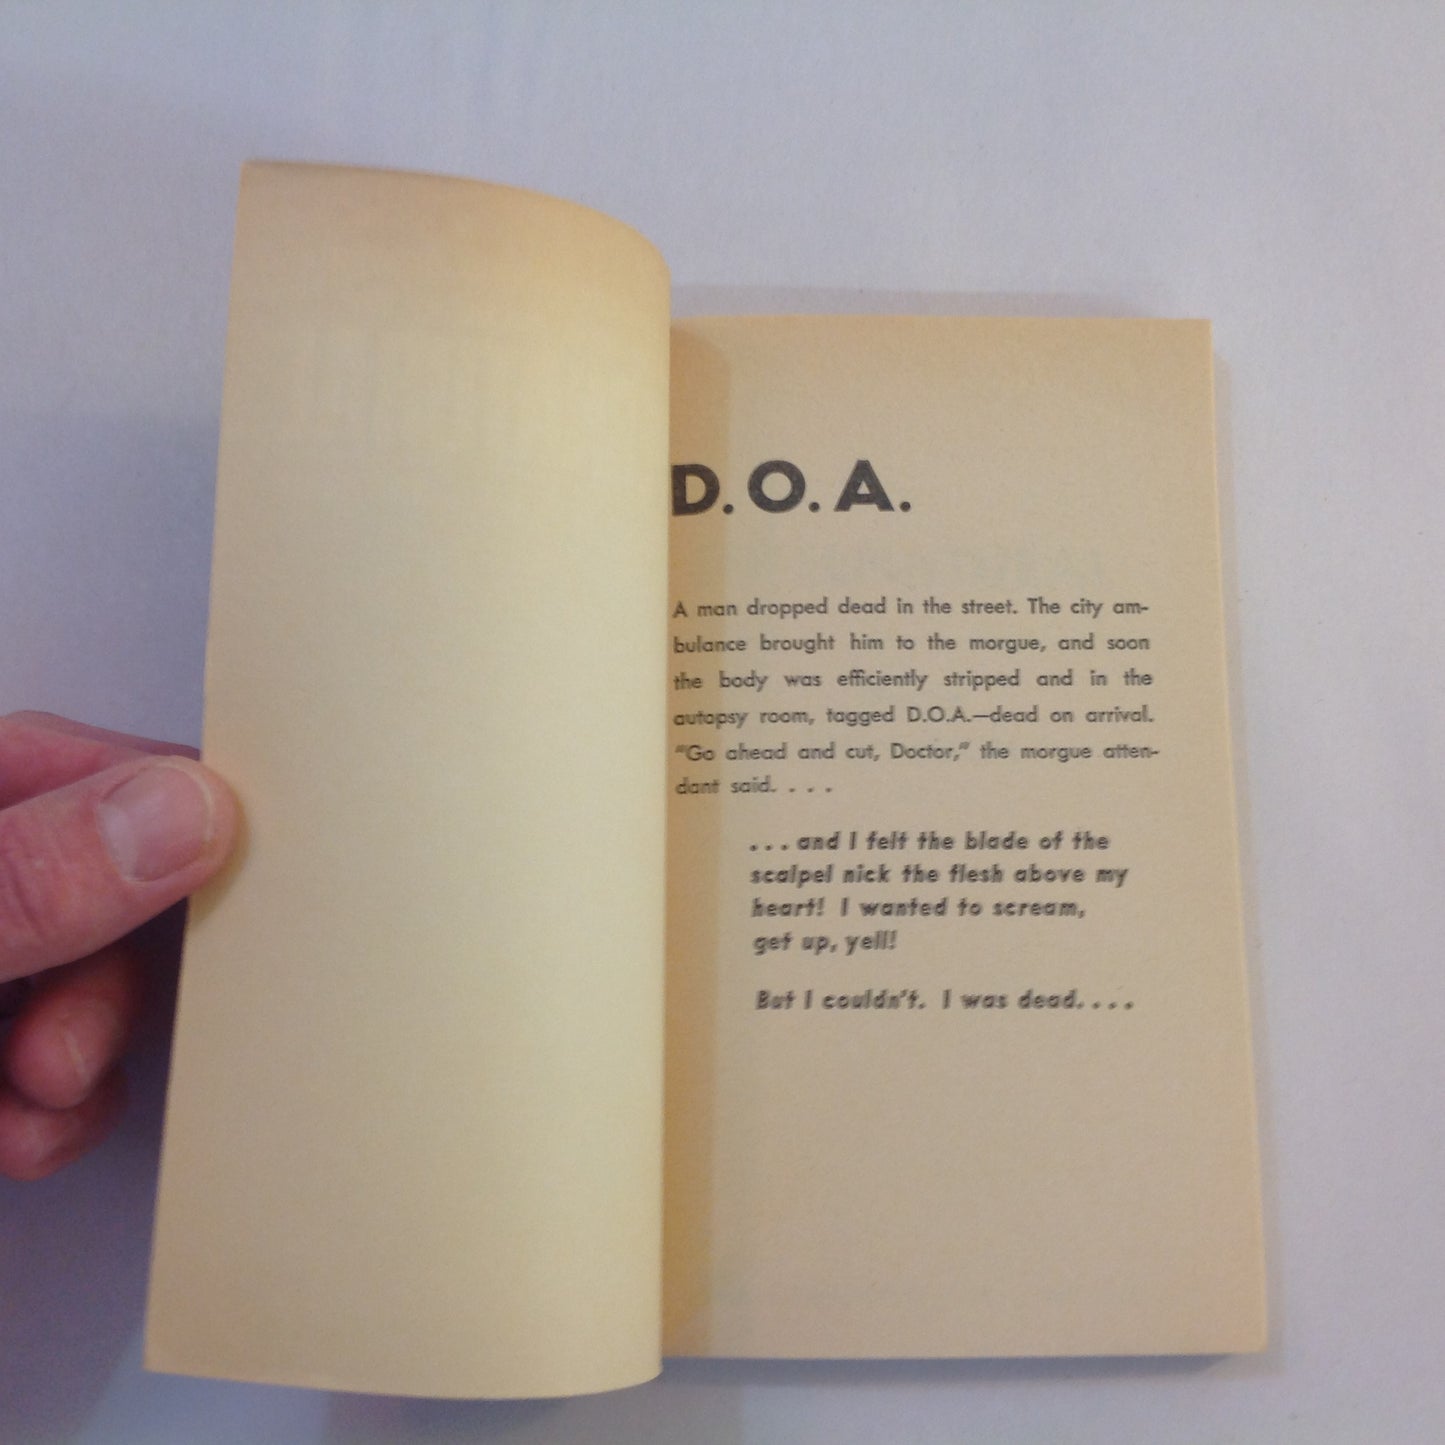 D.O.A.
A man dropped dead in the street. The city am-
bulance brought him to the morgue, and soon
the body was efficiently stripped and in the
autopsy room, tagged D.O.A.—dead on arrival.
"Go ahead and cut, Doctor," the morgue atten-
dant said. . . .
. . . and I felt the blade of the
scalpel nick the flesh above my
heart! I wanted to scream,
get up, yell!
But I couldn't. I was dead. . . .